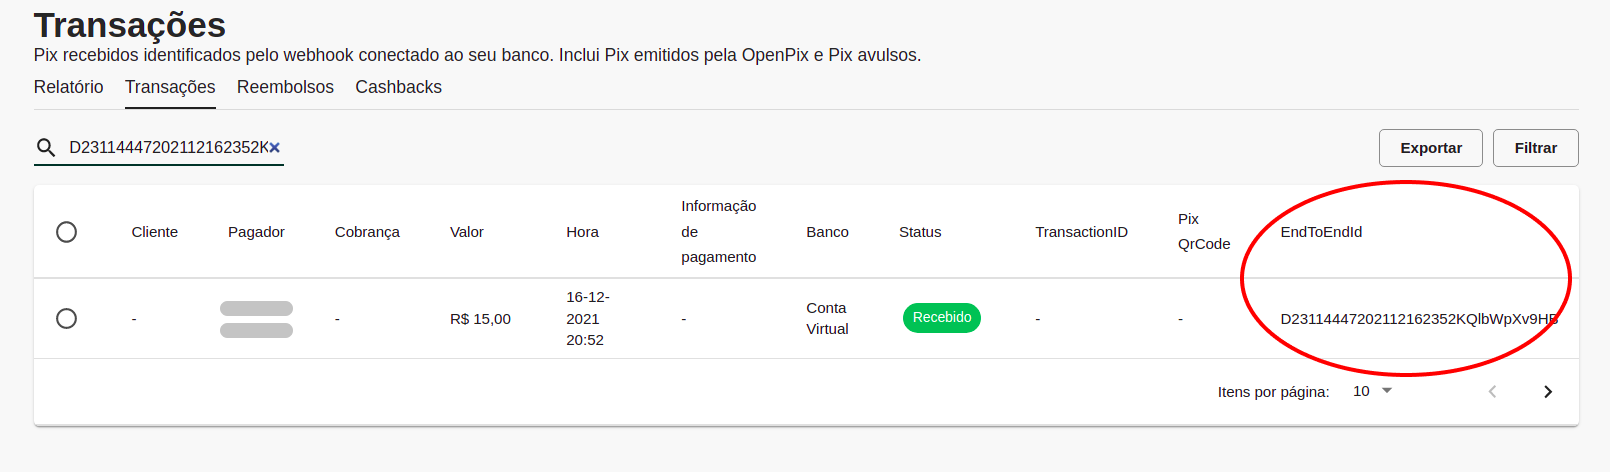 Transações
Pix recebidos identificados pelo webhook conectado ao seu banco. Inclui Pix emitidos pela OpenPix e Pix avulsos.
Relatório Transações Reembolsos Cashbacks
D23114447202112162352K
Exportar Filtrar
Cliente Pagador Cobrança Valor Hora Informação de pagamento Banco Status TransactionID Pix QrCode EndToEndId
- - R$ 15,00 16-12-2021 20:52 - Conta Virtual Recebido - - D23114447202112162352KQlbWpXv9HB
Itens por página: 10